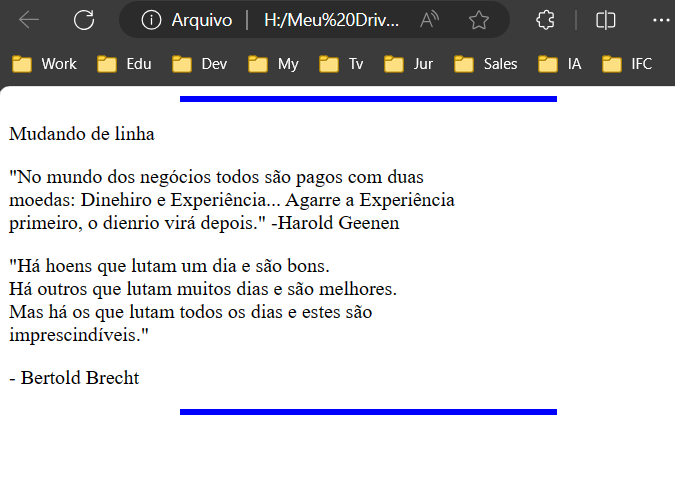 Arquivo | H:/Meu%20Driv...
Work Edu Dev My Tv Jur Sales IA IFC
Mudando de linha
"No mundo dos negócios todos são pagos com duas
moedas: Dinehiro e Experiência... Agarre a Experiência
primeiro, o dienrio virá depois." -Harold Geenen
"Há hoens que lutam um dia e são bons.
Há outros que lutam muitos dias e são melhores.
Mas há os que lutam todos os dias e estes são
imprescindíveis."
- Bertold Brecht